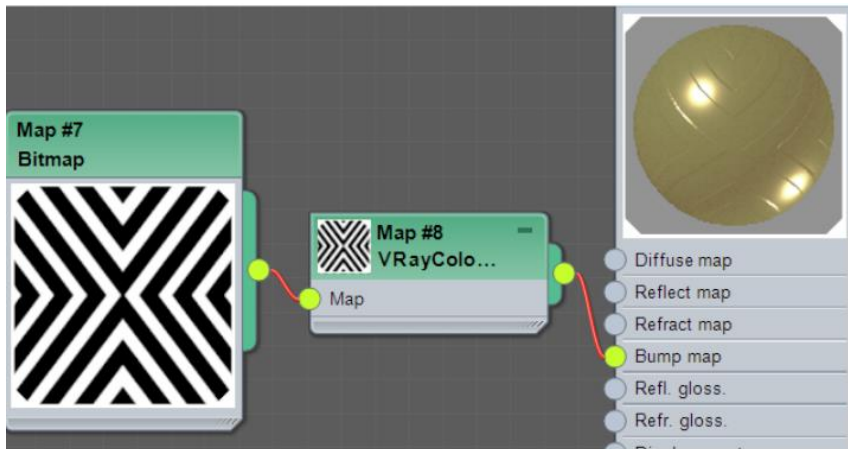 Map #7
Bitmap
Map #8
VRayColo...
Map
Diffuse map
Reflect map
Refract map
Bump map
Refl. gloss.
Refr. gloss.